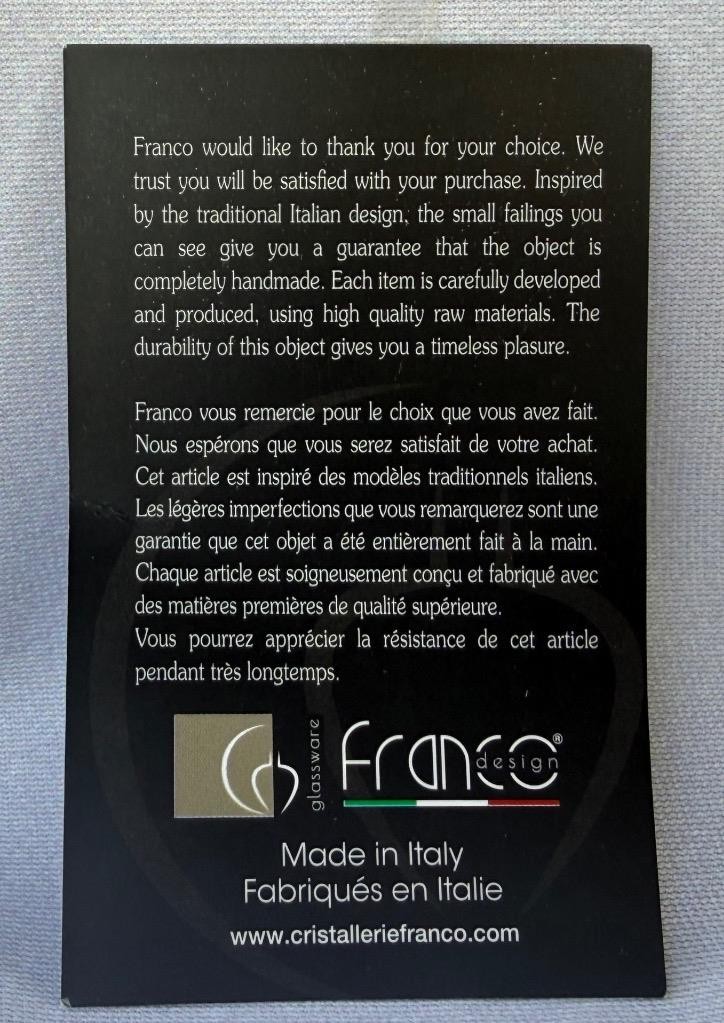 Franco would like to thank you for your choice. We
trust you will be satisfied with your purchase. Inspired
by the traditional Italian design, the small failings you
can see give you a guarantee that the object is
completely handmade. Each item is carefully developed
and produced, using high quality raw materials. The
durability of this object gives you a timeless plasure.
Franco vous remercie pour le choix que vous avez fait.
Nous espérons que vous serez satisfait de votre achat.
Cet article est inspiré des modèles traditionnels italiens.
Les légères imperfections que vous remarquerez sont une
garantie que cet objet a été entièrement fait à la main.
Chaque article est soigneusement conçu et fabriqué avec
des matières premières de qualité supérieure.
Vous pourrez apprécier la résistance de cet article
pendant très longtemps.
glassware
Franco®
design
Made in Italy
Fabriqués en Italie
www.cristalleriefranco.com